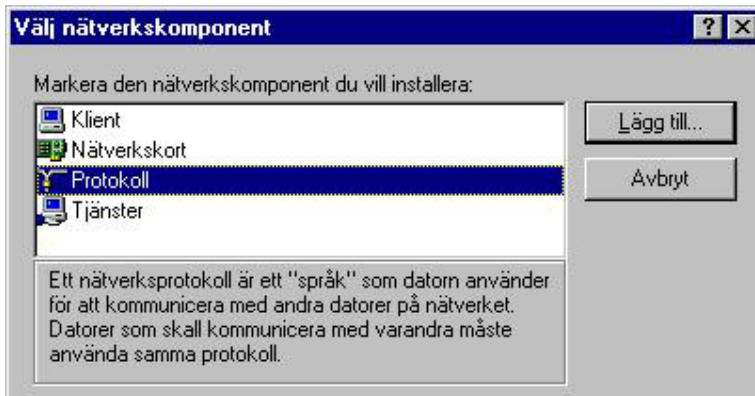 Välj nätverkskomponent
Markera den nätverkskomponent du vill installera:
Klient
Nätverkskort
Protokoll
Tjänster
Lägg till...
Avbryt
Ett nätverksprotokoll är ett "språk" som datorn använder
för att kommunicera med andra datorer på nätverket.
Datorer som skall kommunicera med varandra måste
använda samma protokoll.